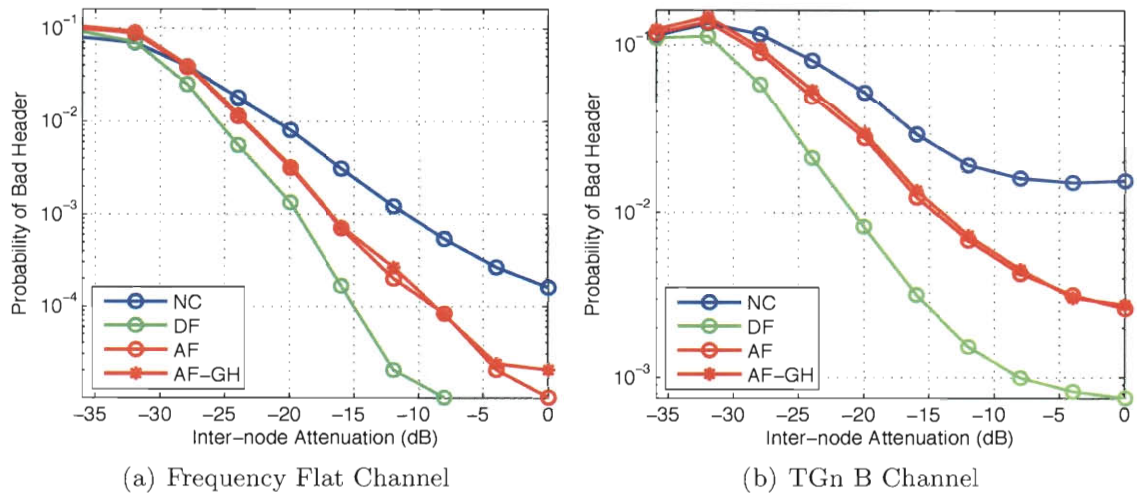 10⁻¹
10⁻²
10⁻³
10⁻⁴
Probability of Bad Header
NC
DF
AF
AF-GH
-35 -30 -25 -20 -15 -10 -5 0
Inter-node Attenuation (dB)
(a) Frequency Flat Channel
10⁻¹
10⁻²
10⁻³
Probability of Bad Header
NC
DF
AF
AF-GH
-35 -30 -25 -20 -15 -10 -5 0
Inter-node Attenuation (dB)
(b) TGn B Channel